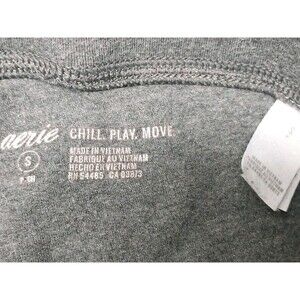 aerie CHILL. PLAY. MOVE.
S
MADE IN VIETNAM
FABRIQUÉ AU VIETNAM
HECHO EN VIETNAM
RN 54485 CA 03873